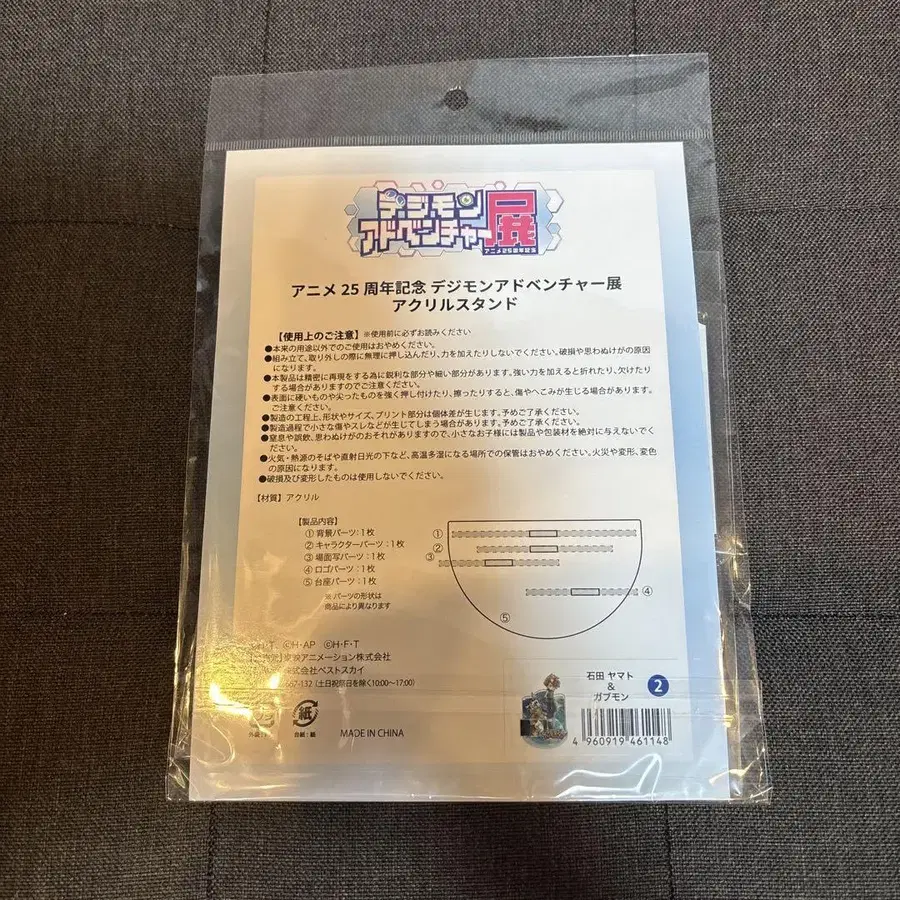 デジモン
アドベンチャー展
アニメ25周年記念
アニメ 25 周年記念 デジモンアドベンチャー展
アクリルスタンド
【使用上のご注意】※使用前に必ずお読みください
●本来の用途以外でのご使用はおやめください。
●組み立て、取り外しの際に無理に押し込んだり、力を加えたりしないでください。破損や思わぬけがの原因
になります。
●本製品は精密に再現をする為に鋭利な部分や細い部分があります。強い力を加えると折れたり、欠けたり
する場合がありますのでご注意ください。
●表面に硬いものや尖ったものを強く押し付けたり、擦ったりすると、傷やへこみが生じる場合があります。
ご注意ください。
●製造の工程上、形状やサイズ、プリント部分は個体差が生じます。予めご了承ください。
●製造過程で小さな傷やスレなどが生じてしまう場合があります。予めご了承ください。
●窒息や誤飲、思わぬけがのおそれがありますので、小さなお子様には製品や包装材を絶対に与えないでく
ださい。
●火気・熱源のそばや直射日光の下など、高温多湿になる場所での保管はおやめください。火災や変形、変色
の原因になります。
●破損及び変形したものは使用しないでください。
【材質】アクリル
【製品内容】
① 背景パーツ：1枚
② キャラクターパーツ：1枚
③ 場面写パーツ：1枚
④ ロゴパーツ：1枚
⑤ 台座パーツ：1枚
※ パーツの形状は
商品により異なります
①
②
③
④
⑤
H・T、©H・AP ©H・F・T
東映アニメーション株式会社
株式会社ベストスカイ
-132（土日祝祭日を除く10:00〜17:00）
紙
台紙：紙
MADE IN CHINA
石田 ヤマト
&
ガブモン
2
4 960919 461148